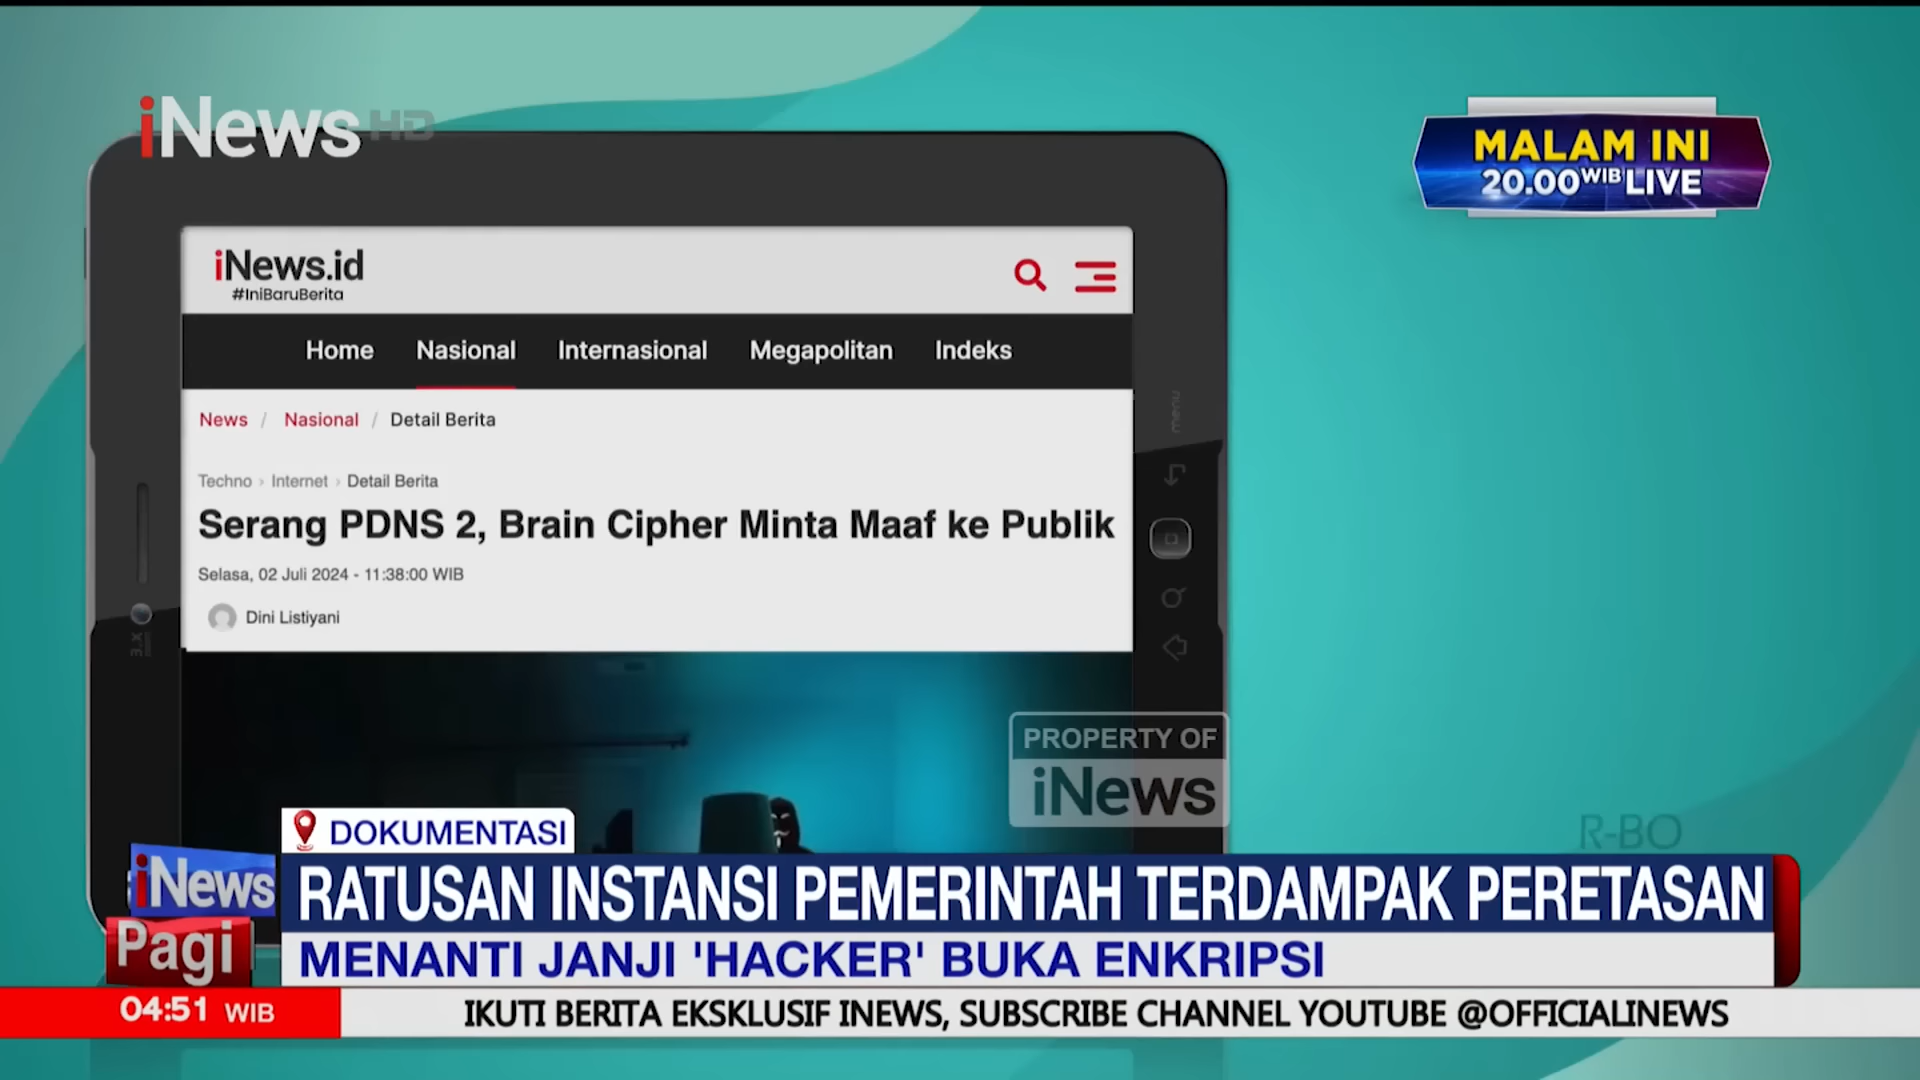 iNews HD
MALAM INI
20.00 WIB LIVE
iNews.id
#IniBaruBerita
Home Nasional Internasional Megapolitan Indeks
News / Nasional / Detail Berita
Techno › Internet › Detail Berita
Serang PDNS 2, Brain Cipher Minta Maaf ke Publik
Selasa, 02 Juli 2024 - 11:38:00 WIB
Dini Listiyani
menu
PROPERTY OF
iNews
R-BO
DOKUMENTASI
iNews
Pagi
RATUSAN INSTANSI PEMERINTAH TERDAMPAK PERETASAN
MENANTI JANJI 'HACKER' BUKA ENKRIPSI
04:51 WIB
IKUTI BERITA EKSKLUSIF INEWS, SUBSCRIBE CHANNEL YOUTUBE @OFFICIALINEWS